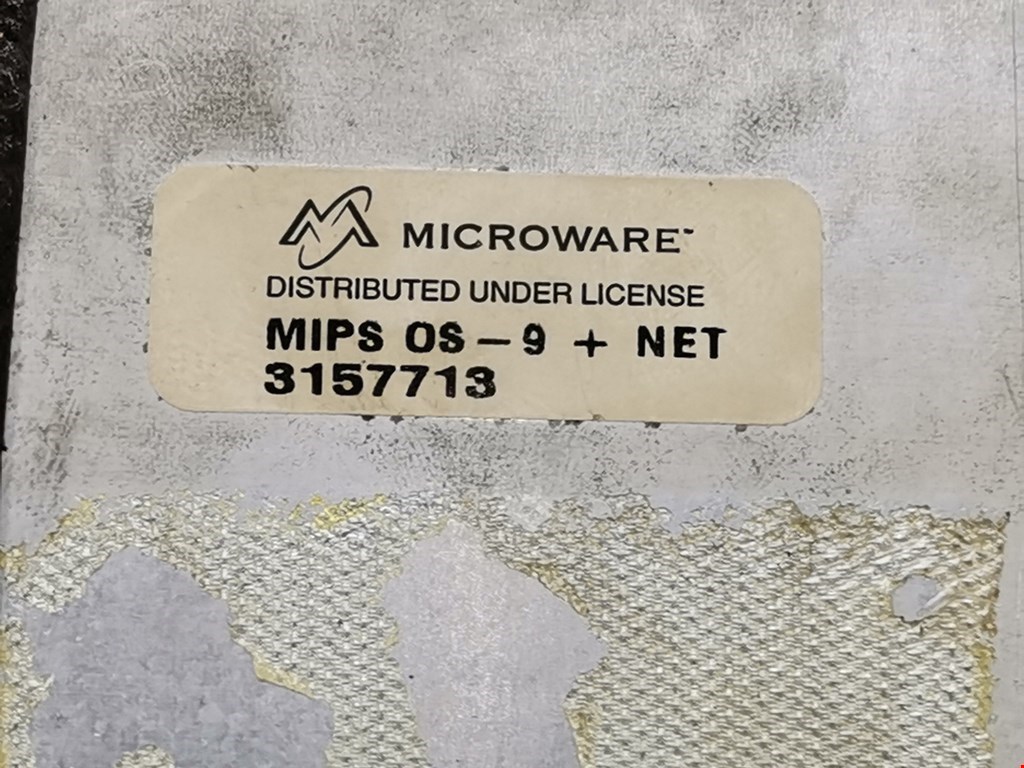 MICROWARE™
DISTRIBUTED UNDER LICENSE
MIPS OS-9 + NET
3157713